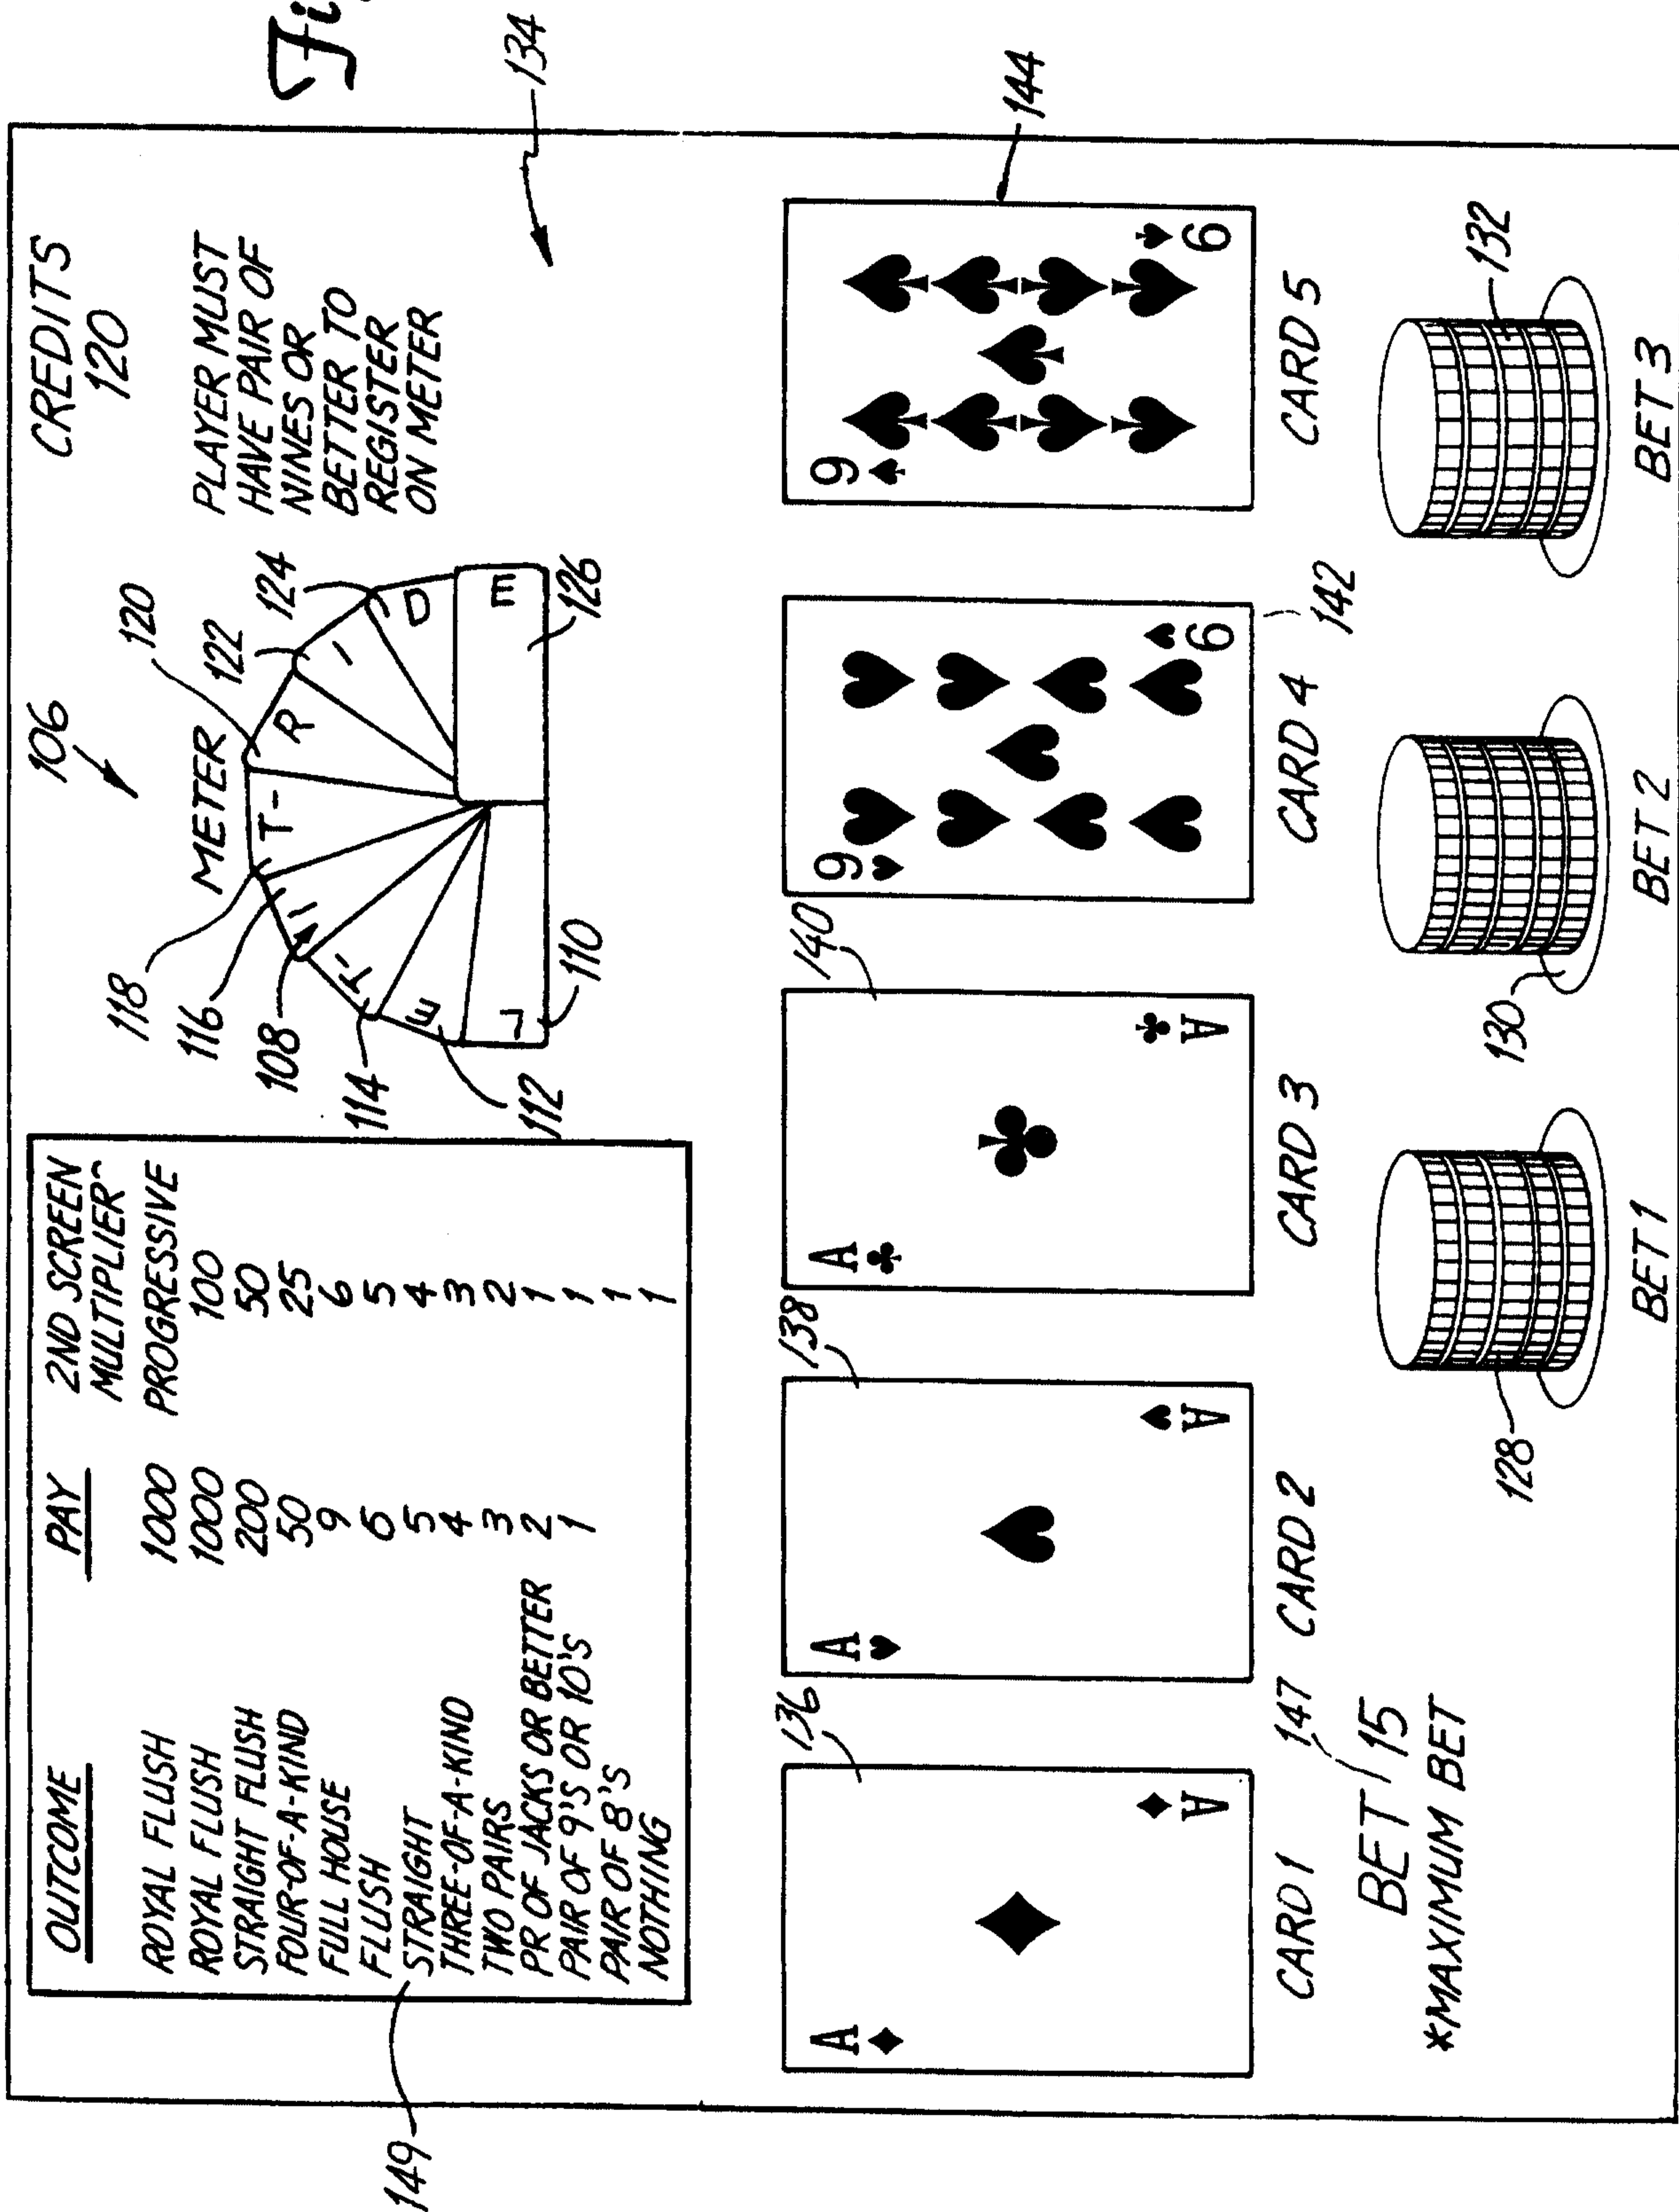 Fi
134
CREDITS
120
106
METER
PLAYER MUST
HAVE PAIR OF
NINES OR
BETTER TO
REGISTER
ON METER
118
116
108
114
112
110
120
122
124
126
L E T' I T- R I D E
OUTCOME PAY 2ND SCREEN
MULTIPLIER
ROYAL FLUSH 1000 PROGRESSIVE
ROYAL FLUSH 1000 100
STRAIGHT FLUSH 200 50
FOUR-OF-A-KIND 50 25
FULL HOUSE 9 6
FLUSH 6 5
STRAIGHT 5 4
THREE-OF-A-KIND 4 3
TWO PAIRS 3 2
PR OF JACKS OR BETTER 2 1
PAIR OF 9'S OR 10'S 1 1
PAIR OF 8'S 1
NOTHING 1
149
136
138
140
144
A A
A A
A A
9 9
9 9
142
CARD 1
CARD 2
CARD 3
CARD 4
CARD 5
147
BET 15
*MAXIMUM BET
128
130
132
BET 1
BET 2
BET 3